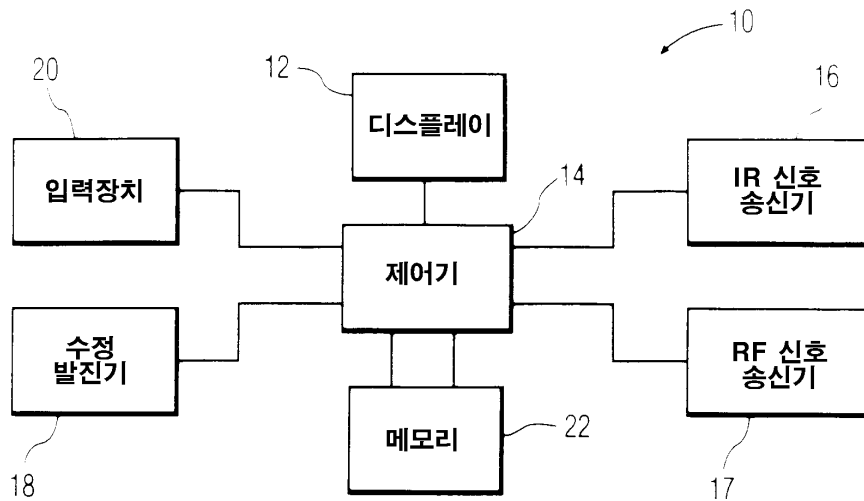 10
12
디스플레이
20
입력장치
16
IR 신호
송신기
14
제어기
수정
발진기
18
RF 신호
송신기
17
메모리
22